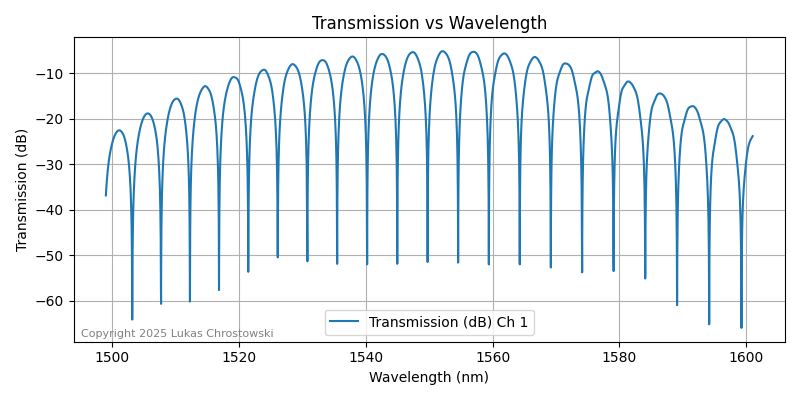 Transmission vs Wavelength
Transmission (dB)
−10
−20
−30
−40
−50
−60
Transmission (dB) Ch 1
Copyright 2025 Lukas Chrostowski
1500
1520
1540
1560
1580
1600
Wavelength (nm)